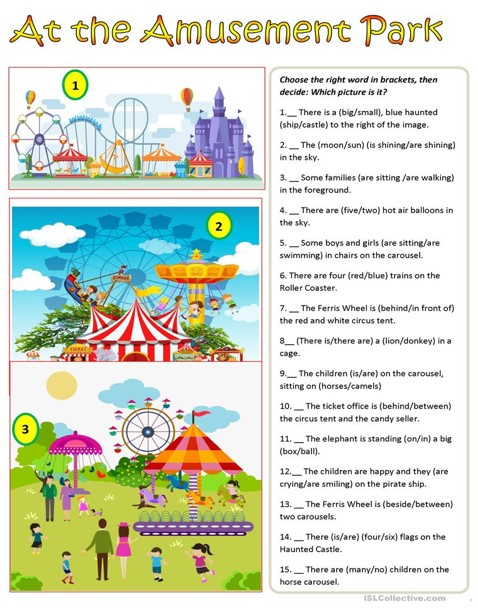 At the Amusement Park
1
Choose the right word in brackets, then
decide: Which picture is it?
1.__ There is a (big/small), blue haunted
(ship/castle) to the right of the image.
2. __ The (moon/sun) (is shining/are shining)
in the sky.
3. __ Some families (are sitting /are walking)
in the foreground.
4. __ There are (five/two) hot air balloons in
the sky.
5. __ Some boys and girls (are sitting/are
swimming) in chairs on the carousel.
6. There are four (red/blue) trains on the
Roller Coaster.
7. __ The Ferris Wheel is (behind/in front of)
the red and white circus tent.
8__ (There is/there are) a (lion/donkey) in a
cage.
9.__ The children (is/are) on the carousel,
sitting on (horses/camels)
10. __ The ticket office is (behind/between)
the circus tent and the candy seller.
11. __ The elephant is standing (on/in) a big
(box/ball).
12.__ The children are happy and they (are
crying/are smiling) on the pirate ship.
13. __ The Ferris Wheel is (beside/between)
two carousels.
14. __ There (is/are) (four/six) flags on the
Haunted Castle.
15. __ There are (many/no) children on the
horse carousel.
2
3
iSLCollective.com